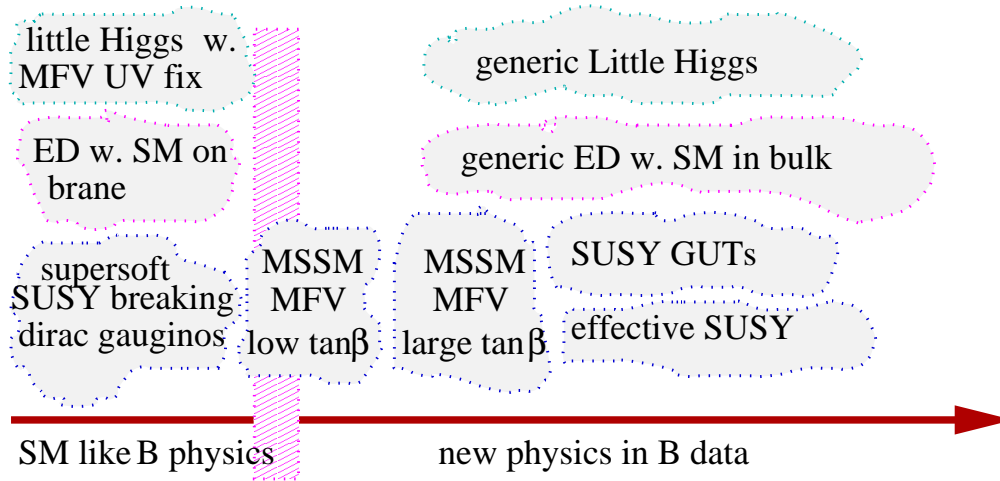 little Higgs w.
MFV UV fix
generic Little Higgs
ED w. SM on
brane
generic ED w. SM in bulk
supersoft
SUSY breaking
dirac gauginos
MSSM
MFV
low tanβ
MSSM
MFV
large tanβ
SUSY GUTs
effective SUSY
SM like B physics
new physics in B data